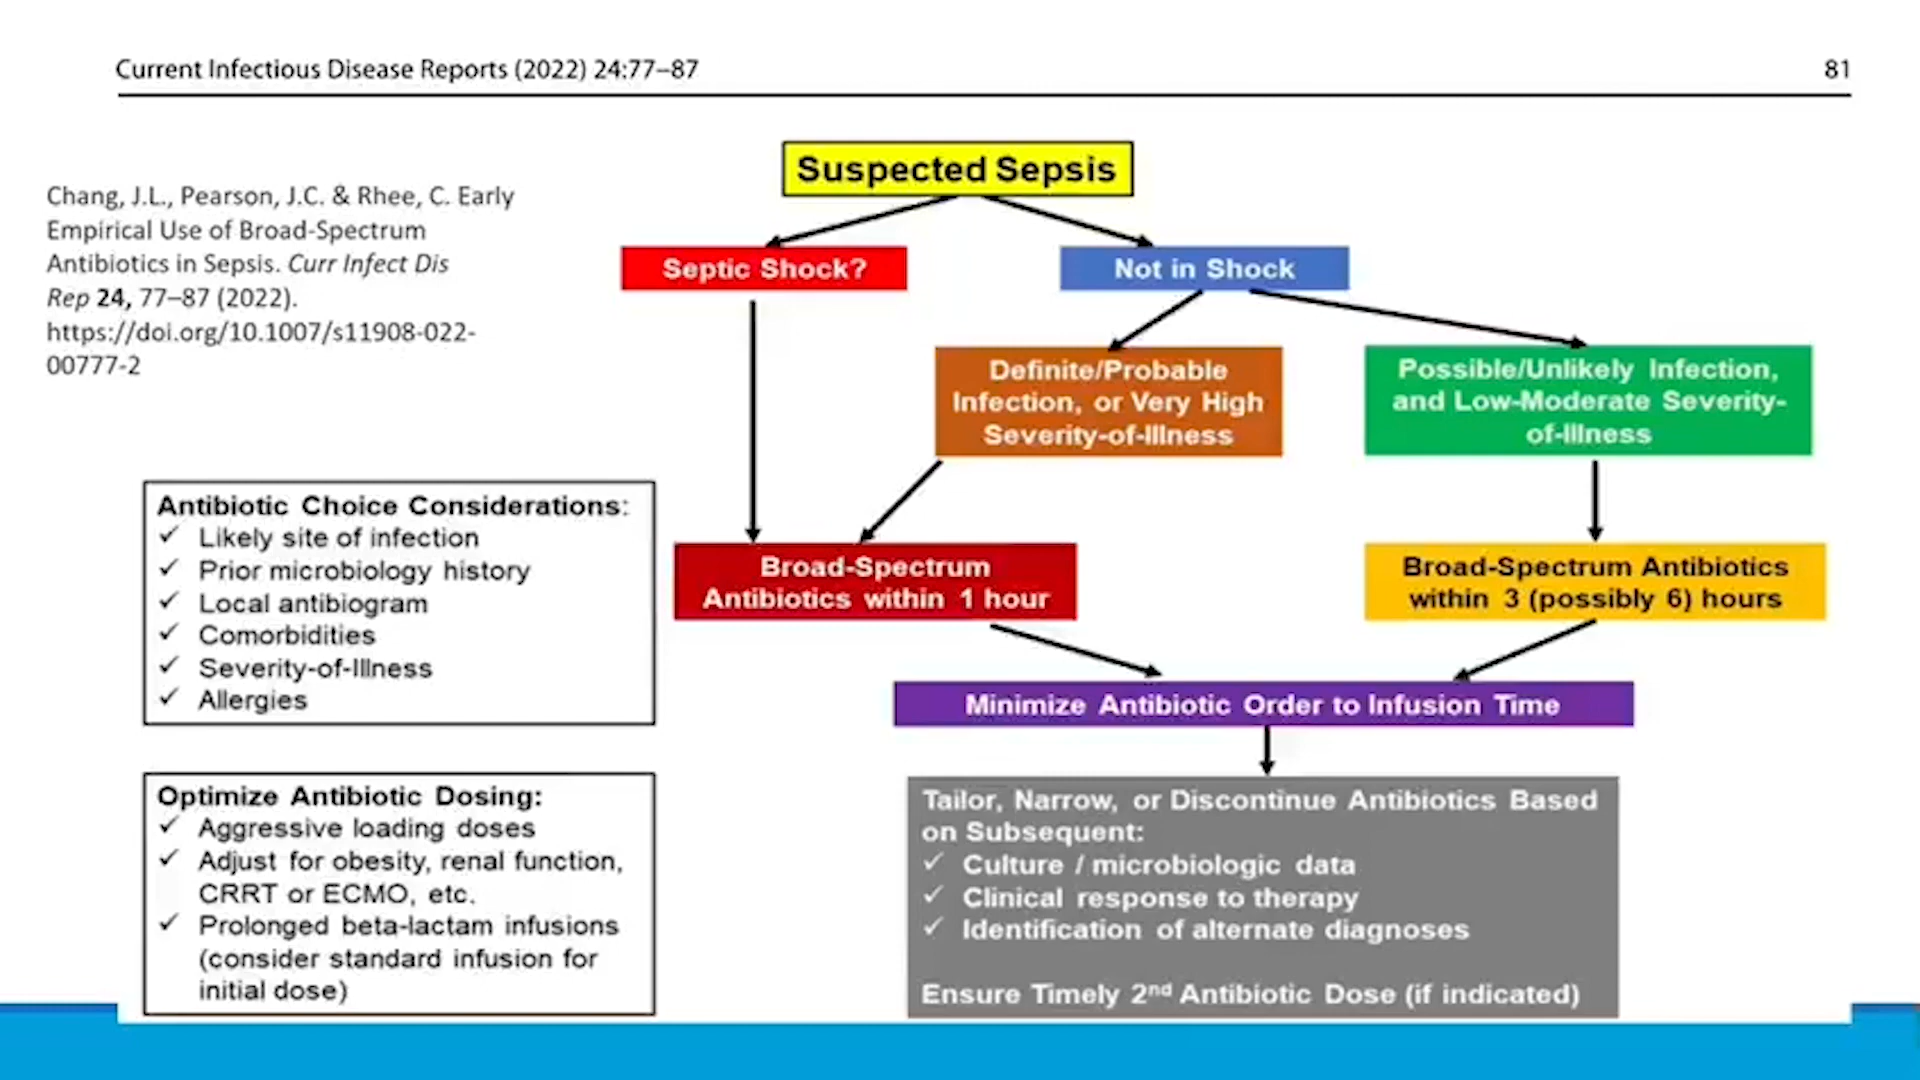 Current Infectious Disease Reports (2022) 24:77–87
81
Chang, J.L., Pearson, J.C. & Rhee, C. Early
Empirical Use of Broad-Spectrum
Antibiotics in Sepsis. Curr Infect Dis
Rep 24, 77–87 (2022).
https://doi.org/10.1007/s11908-022-
00777-2
Suspected Sepsis
Septic Shock?
Not in Shock
Definite/Probable
Infection, or Very High
Severity-of-Illness
Possible/Unlikely Infection,
and Low-Moderate Severity-
of-Illness
Broad-Spectrum
Antibiotics within 1 hour
Broad-Spectrum Antibiotics
within 3 (possibly 6) hours
Minimize Antibiotic Order to Infusion Time
Tailor, Narrow, or Discontinue Antibiotics Based
on Subsequent:
✓ Culture / microbiologic data
✓ Clinical response to therapy
✓ Identification of alternate diagnoses
Ensure Timely 2nd Antibiotic Dose (if indicated)
Antibiotic Choice Considerations:
✓ Likely site of infection
✓ Prior microbiology history
✓ Local antibiogram
✓ Comorbidities
✓ Severity-of-Illness
✓ Allergies
Optimize Antibiotic Dosing:
✓ Aggressive loading doses
✓ Adjust for obesity, renal function,
CRRT or ECMO, etc.
✓ Prolonged beta-lactam infusions
(consider standard infusion for
initial dose)